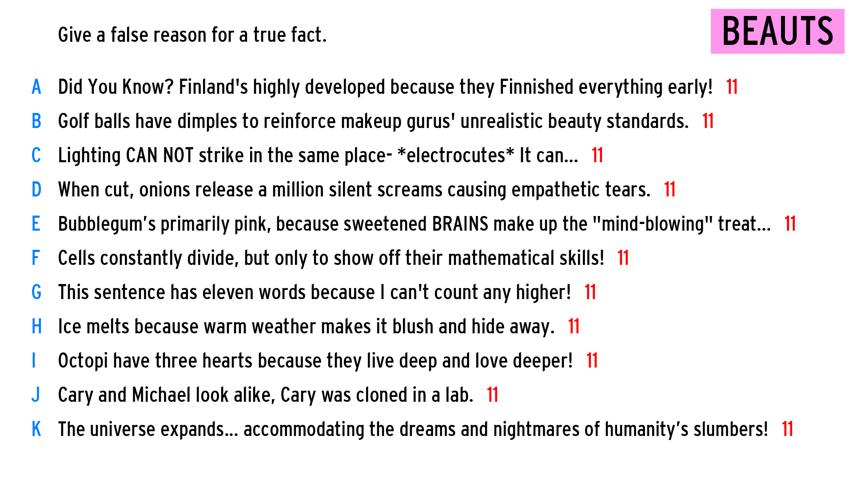 Give a false reason for a true fact.
BEAUTS
A Did You Know? Finland's highly developed because they Finnished everything early! 11
B Golf balls have dimples to reinforce makeup gurus' unrealistic beauty standards. 11
C Lighting CAN NOT strike in the same place- *electrocutes* It can... 11
D When cut, onions release a million silent screams causing empathetic tears. 11
E Bubblegum’s primarily pink, because sweetened BRAINS make up the "mind-blowing" treat... 11
F Cells constantly divide, but only to show off their mathematical skills! 11
G This sentence has eleven words because I can't count any higher! 11
H Ice melts because warm weather makes it blush and hide away. 11
I Octopi have three hearts because they live deep and love deeper! 11
J Cary and Michael look alike, Cary was cloned in a lab. 11
K The universe expands... accommodating the dreams and nightmares of humanity’s slumbers! 11